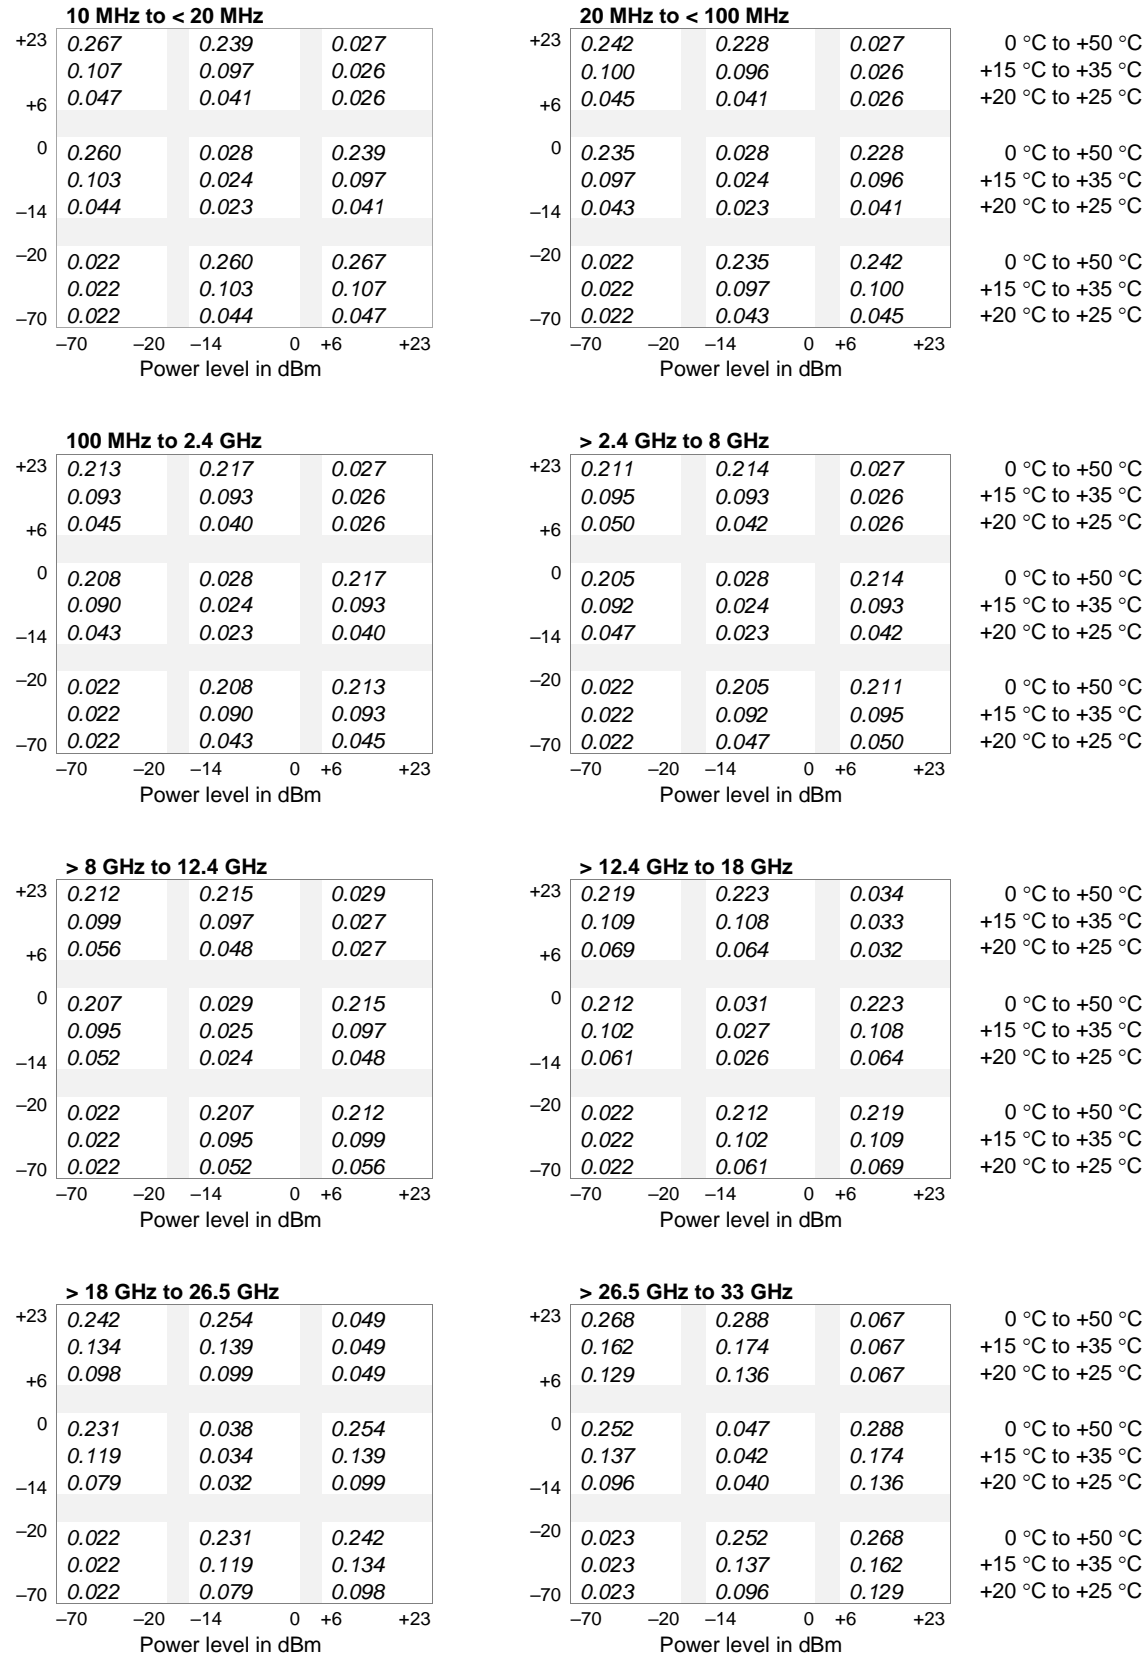 10 MHz to < 20 MHz 20 MHz to < 100 MHz
+23 0.267 0.239 0.027 +23 0.242 0.228 0.027 0 °C to +50 °C
0.107 0.097 0.026 0.100 0.096 0.026 +15 °C to +35 °C
+6 0.047 0.041 0.026 +6 0.045 0.041 0.026 +20 °C to +25 °C
0 0.260 0.028 0.239 0 0.235 0.028 0.228 0 °C to +50 °C
0.103 0.024 0.097 0.097 0.024 0.096 +15 °C to +35 °C
–14 0.044 0.023 0.041 –14 0.043 0.023 0.041 +20 °C to +25 °C
–20 0.022 0.260 0.267 –20 0.022 0.235 0.242 0 °C to +50 °C
0.022 0.103 0.107 0.022 0.097 0.100 +15 °C to +35 °C
–70 0.022 0.044 0.047 –70 0.022 0.043 0.045 +20 °C to +25 °C
–70 –20 –14 0 +6 +23 –70 –20 –14 0 +6 +23
Power level in dBm Power level in dBm
100 MHz to 2.4 GHz > 2.4 GHz to 8 GHz
+23 0.213 0.217 0.027 +23 0.211 0.214 0.027 0 °C to +50 °C
0.093 0.093 0.026 0.095 0.093 0.026 +15 °C to +35 °C
+6 0.045 0.040 0.026 +6 0.050 0.042 0.026 +20 °C to +25 °C
0 0.208 0.028 0.217 0 0.205 0.028 0.214 0 °C to +50 °C
0.090 0.024 0.093 0.092 0.024 0.093 +15 °C to +35 °C
–14 0.043 0.023 0.040 –14 0.047 0.023 0.042 +20 °C to +25 °C
–20 0.022 0.208 0.213 –20 0.022 0.205 0.211 0 °C to +50 °C
0.022 0.090 0.093 0.022 0.092 0.095 +15 °C to +35 °C
–70 0.022 0.043 0.045 –70 0.022 0.047 0.050 +20 °C to +25 °C
–70 –20 –14 0 +6 +23 –70 –20 –14 0 +6 +23
Power level in dBm Power level in dBm
> 8 GHz to 12.4 GHz > 12.4 GHz to 18 GHz
+23 0.212 0.215 0.029 +23 0.219 0.223 0.034 0 °C to +50 °C
0.099 0.097 0.027 0.109 0.108 0.033 +15 °C to +35 °C
+6 0.056 0.048 0.027 +6 0.069 0.064 0.032 +20 °C to +25 °C
0 0.207 0.029 0.215 0 0.212 0.031 0.223 0 °C to +50 °C
0.095 0.025 0.097 0.102 0.027 0.108 +15 °C to +35 °C
–14 0.052 0.024 0.048 –14 0.061 0.026 0.064 +20 °C to +25 °C
–20 0.022 0.207 0.212 –20 0.022 0.212 0.219 0 °C to +50 °C
0.022 0.095 0.099 0.022 0.102 0.109 +15 °C to +35 °C
–70 0.022 0.052 0.056 –70 0.022 0.061 0.069 +20 °C to +25 °C
–70 –20 –14 0 +6 +23 –70 –20 –14 0 +6 +23
Power level in dBm Power level in dBm
> 18 GHz to 26.5 GHz > 26.5 GHz to 33 GHz
+23 0.242 0.254 0.049 +23 0.268 0.288 0.067 0 °C to +50 °C
0.134 0.139 0.049 0.162 0.174 0.067 +15 °C to +35 °C
+6 0.098 0.099 0.049 +6 0.129 0.136 0.067 +20 °C to +25 °C
0 0.231 0.038 0.254 0 0.252 0.047 0.288 0 °C to +50 °C
0.119 0.034 0.139 0.137 0.042 0.174 +15 °C to +35 °C
–14 0.079 0.032 0.099 –14 0.096 0.040 0.136 +20 °C to +25 °C
–20 0.022 0.231 0.242 –20 0.023 0.252 0.268 0 °C to +50 °C
0.022 0.119 0.134 0.023 0.137 0.162 +15 °C to +35 °C
–70 0.022 0.079 0.098 –70 0.023 0.096 0.129 +20 °C to +25 °C
–70 –20 –14 0 +6 +23 –70 –20 –14 0 +6 +23
Power level in dBm Power level in dBm